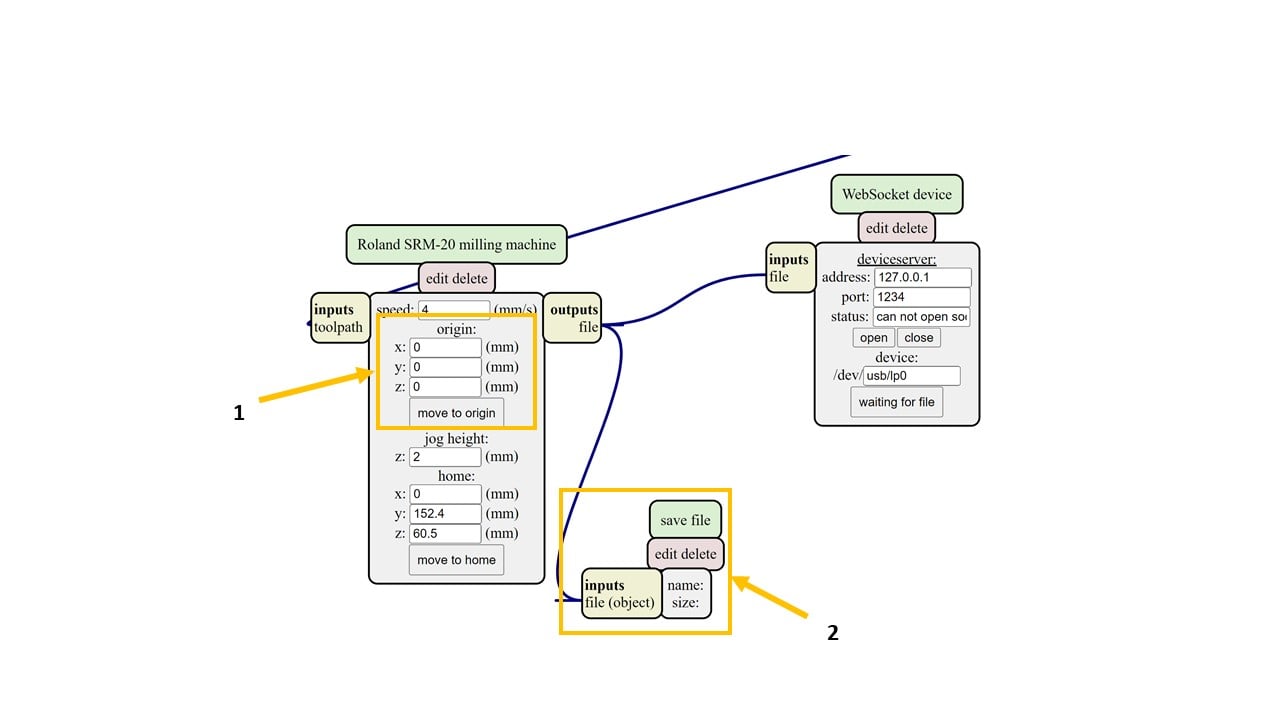 WebSocket device
edit delete
inputs
file
deviceserver:
address: 127.0.0.1
port: 1234
status: can not open so
open close
device:
/dev/ usb/lp0
waiting for file
Roland SRM-20 milling machine
edit delete
inputs
toolpath
speed: 4 (mm/s)
origin:
x: 0 (mm)
y: 0 (mm)
z: 0 (mm)
move to origin
jog height:
z: 2 (mm)
home:
x: 0 (mm)
y: 152.4 (mm)
z: 60.5 (mm)
move to home
outputs
file
1
save file
edit delete
inputs
file (object)
name:
size:
2